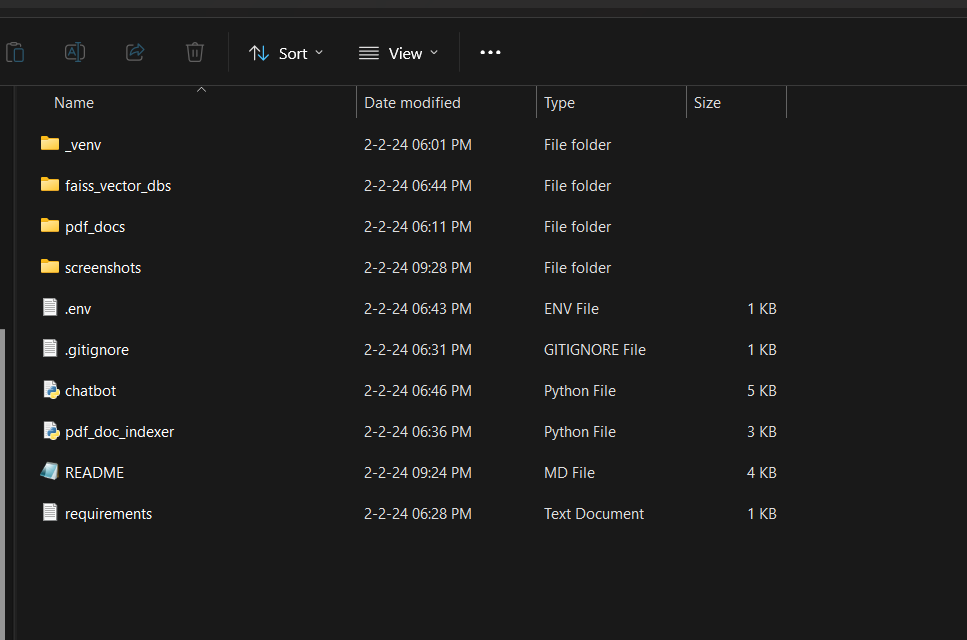 Sort View
Name Date modified Type Size
_venv 2-2-24 06:01 PM File folder
faiss_vector_dbs 2-2-24 06:44 PM File folder
pdf_docs 2-2-24 06:11 PM File folder
screenshots 2-2-24 09:28 PM File folder
.env 2-2-24 06:43 PM ENV File 1 KB
.gitignore 2-2-24 06:31 PM GITIGNORE File 1 KB
chatbot 2-2-24 06:46 PM Python File 5 KB
pdf_doc_indexer 2-2-24 06:36 PM Python File 3 KB
README 2-2-24 09:24 PM MD File 4 KB
requirements 2-2-24 06:28 PM Text Document 1 KB